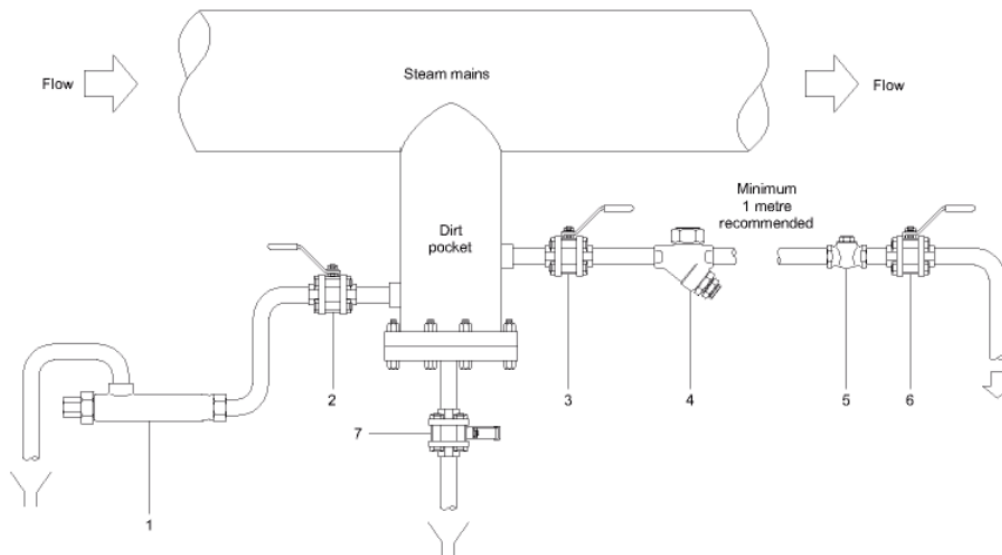 Flow
Steam mains
Flow
Minimum
1 metre
recommended
Dirt
pocket
2
3
4
5
6
7
1